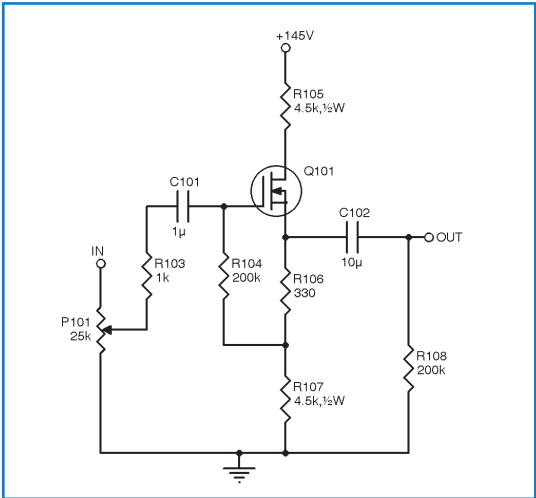 +145V
R105
4.5k,½W
Q101
C101
1µ
C102
10µ
OUT
IN
R103
1k
R104
200k
R106
330
P101
25k
R108
200k
R107
4.5k,½W